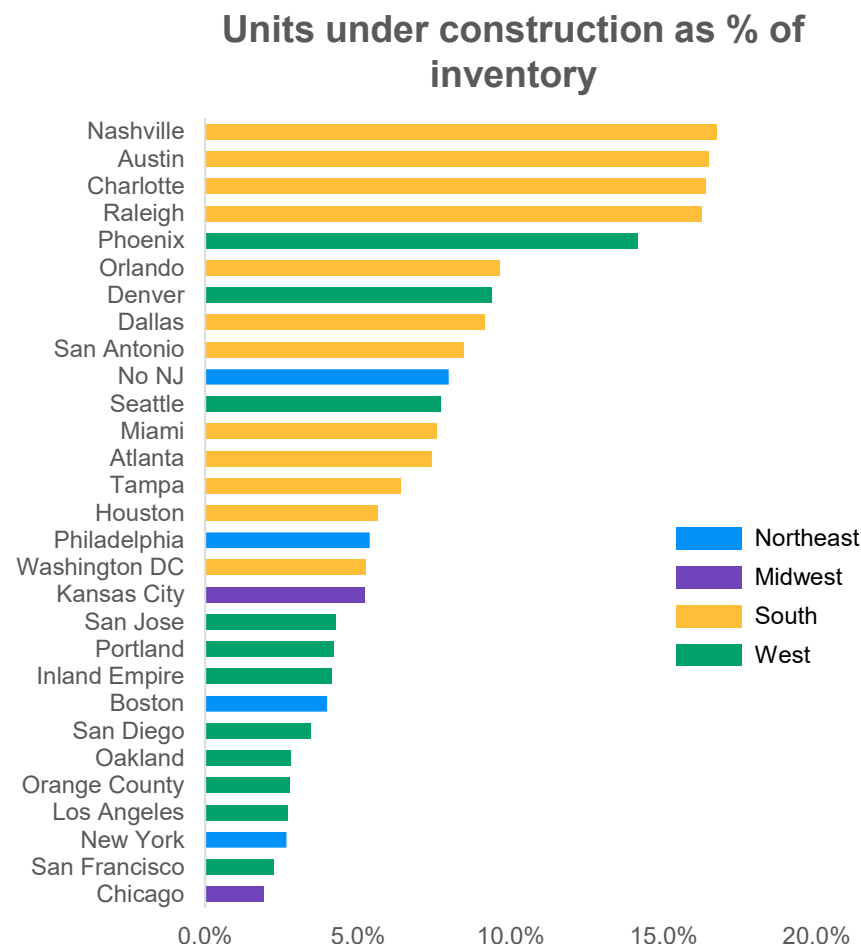 Units under construction as % of
inventory
Nashville
Austin
Charlotte
Raleigh
Phoenix
Orlando
Denver
Dallas
San Antonio
No NJ
Seattle
Miami
Atlanta
Tampa
Houston
Philadelphia
Washington DC
Kansas City
San Jose
Portland
Inland Empire
Boston
San Diego
Oakland
Orange County
Los Angeles
New York
San Francisco
Chicago
Northeast
Midwest
South
West
0.0% 5.0% 10.0% 15.0% 20.0%